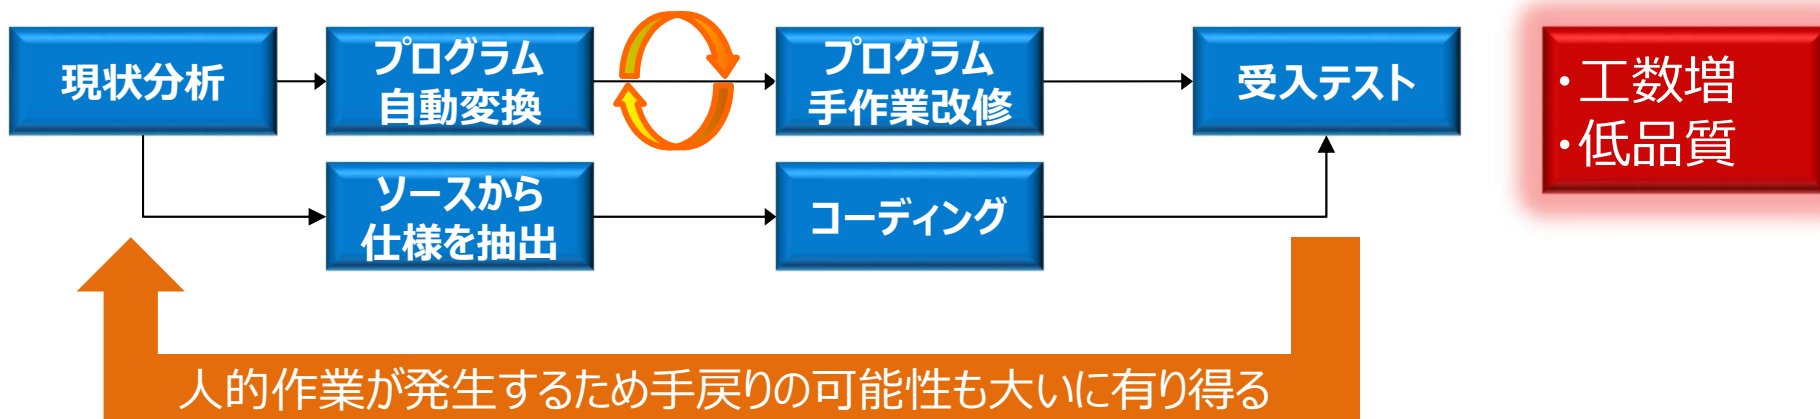 現状分析
プログラム
自動変換
プログラム
手作業改修
受入テスト
・工数増
・低品質
ソースから
仕様を抽出
コーディング
人的作業が発生するため手戻りの可能性も大いに有り得る